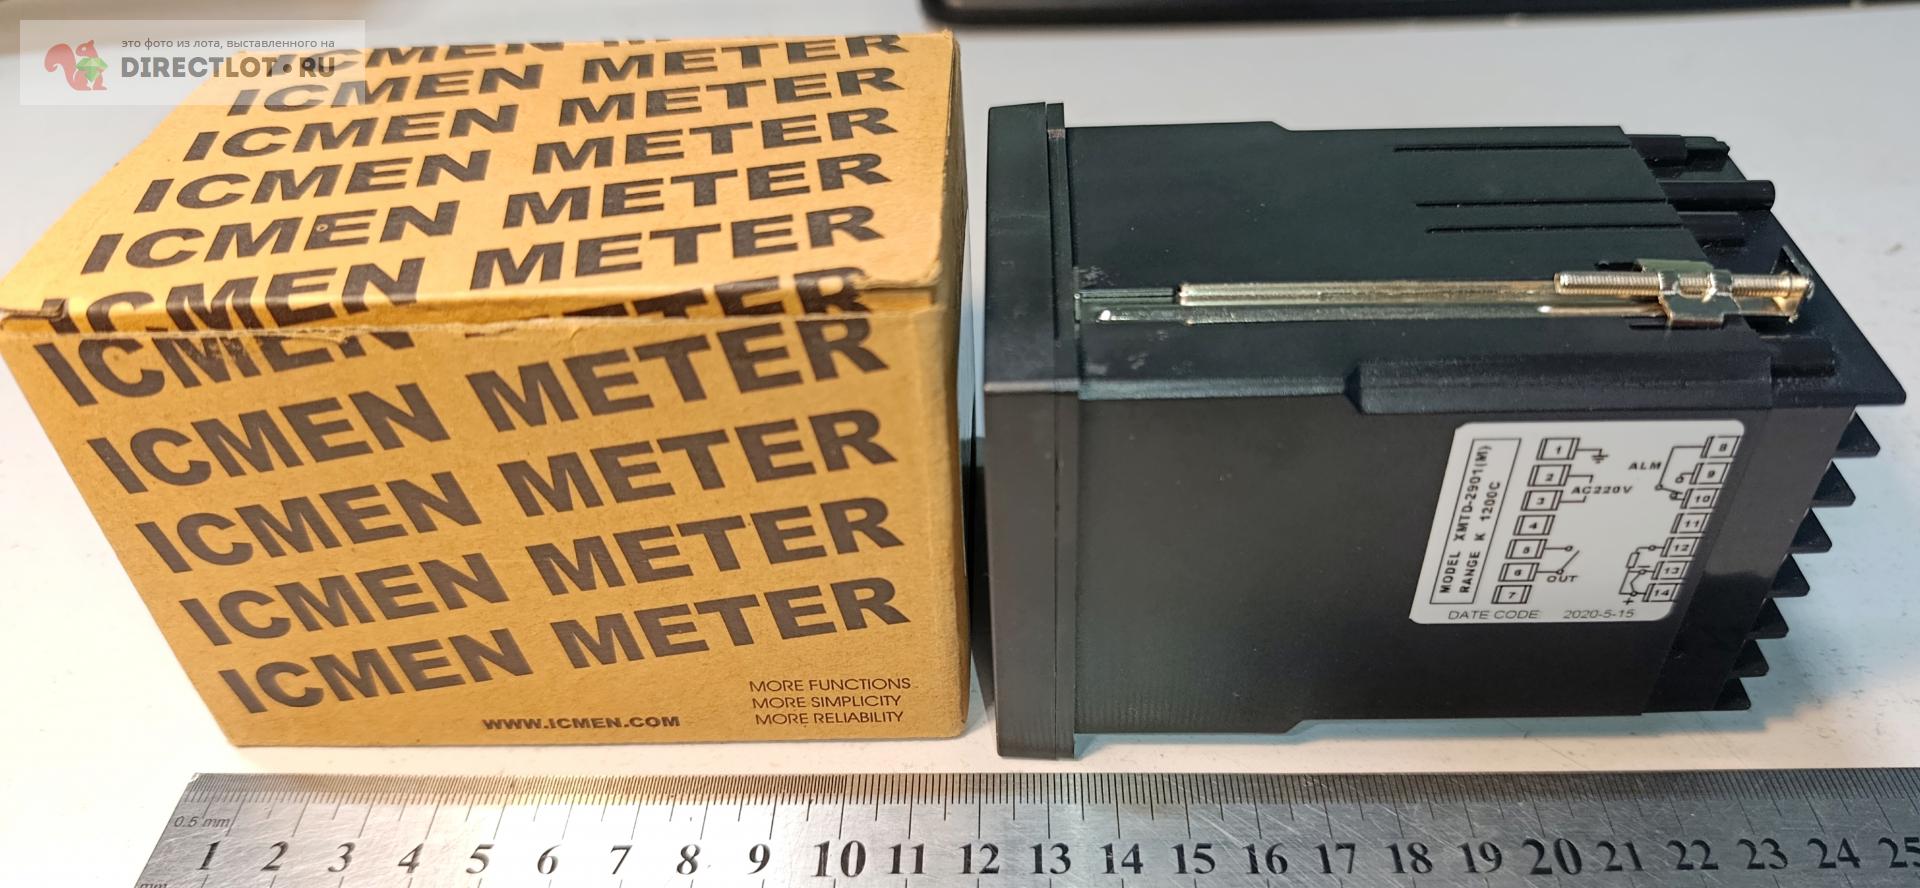 это фото из лота, выставленного на
DIRECTLOT.RU
ICMEN METER
ICMEN METER
ICMEN METER
ICMEN METER
ICMEN METER
ICMEN METER
ICMEN METER
ICMEN METER
ICMEN METER
ICMEN METER
ICMEN METER
WWW.ICMEN.COM
MORE FUNCTIONS
MORE SIMPLICITY
MORE RELIABILITY
MODEL XMTD-2901(M)
RANGE K 1200C
1
2
3
4
5
6
7
AC220V
OUT
ALM
8
9
10
11
12
13
14
+
DATE CODE: 2020-5-15
0.5 mm
1 2 3 4 5 6 7 8 9 10 11 12 13 14 15 16 17 18 19 20 21 22 23 24 25
mm